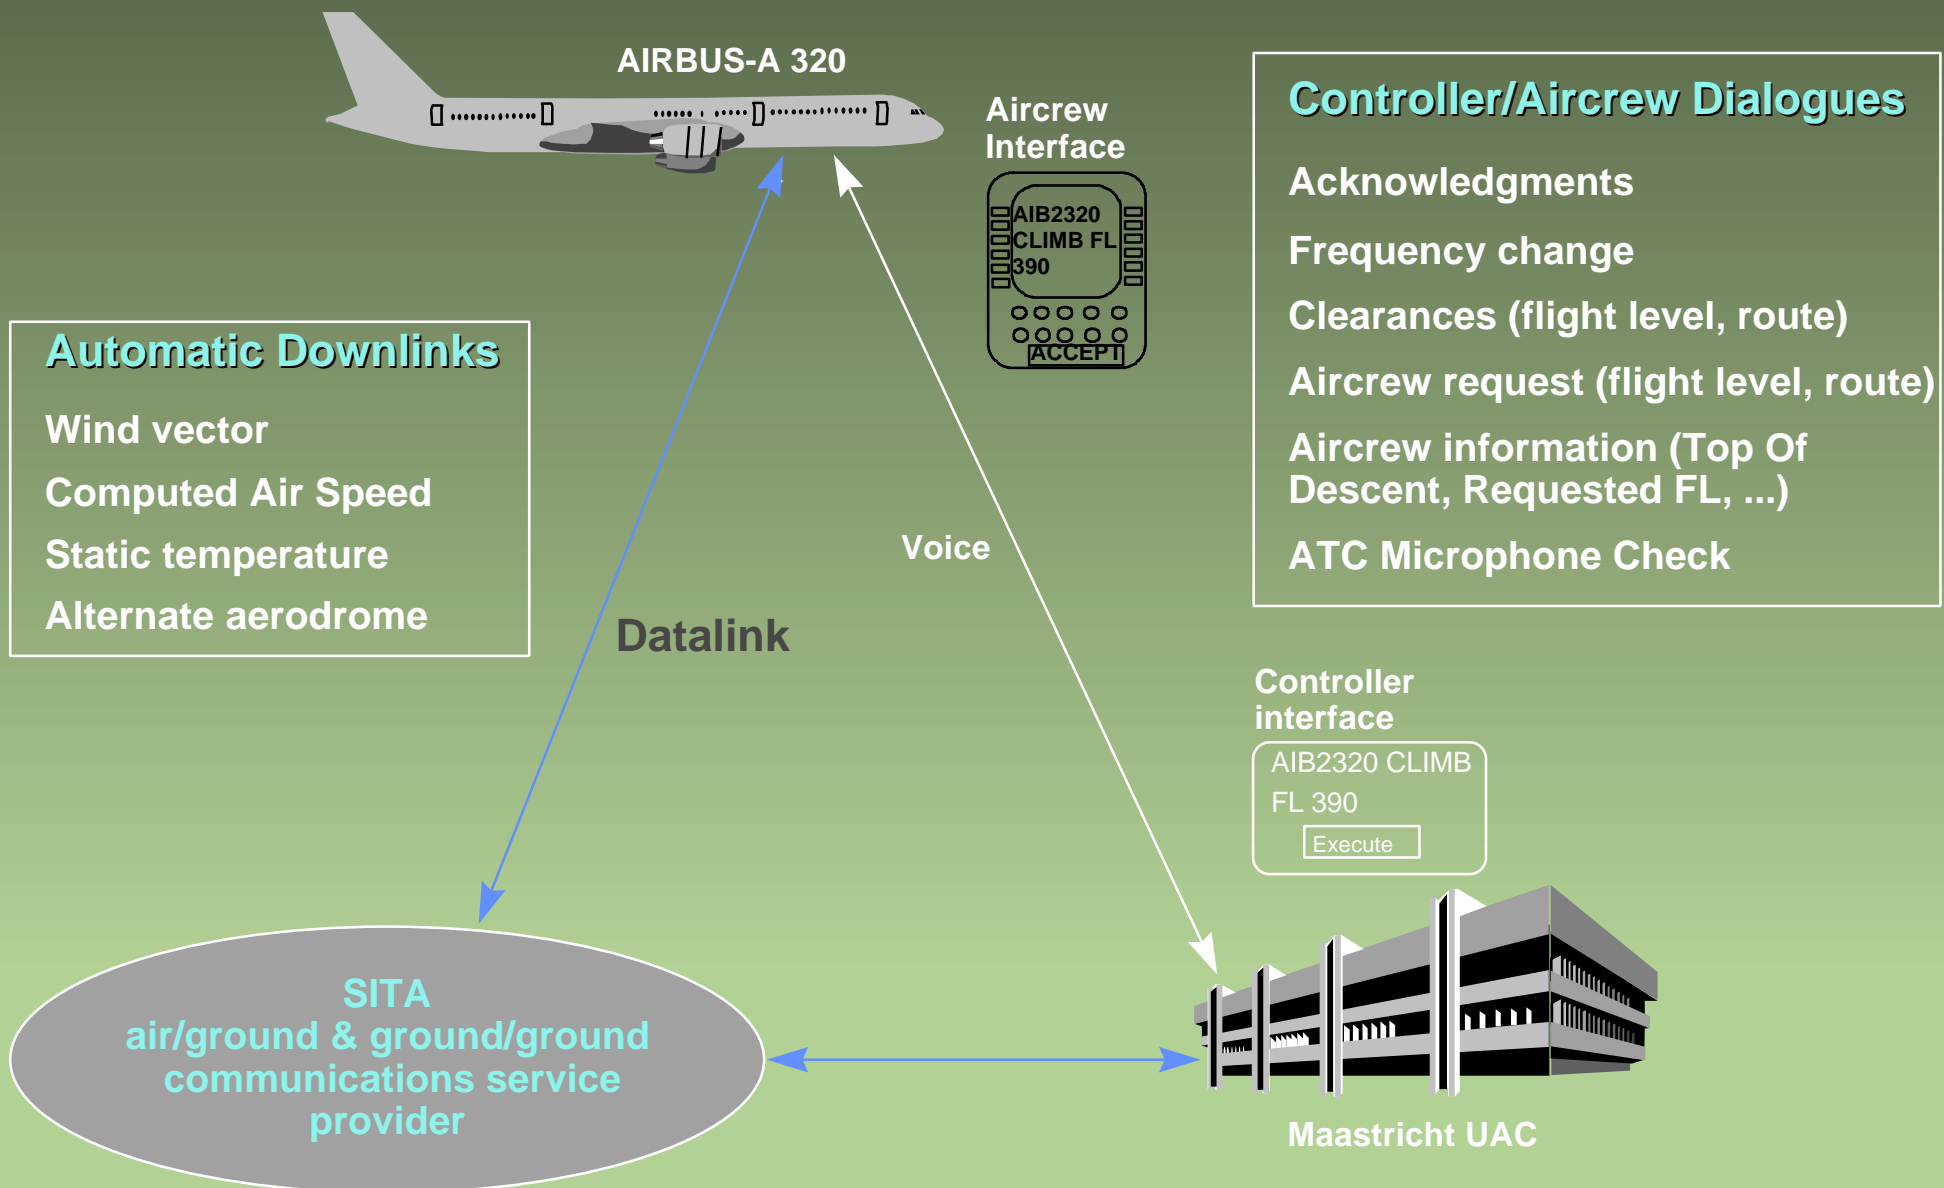 AIRBUS-A 320
Aircrew
Interface
AIB2320
CLIMB FL
390
ACCEPT
Controller/Aircrew Dialogues
Acknowledgments
Frequency change
Clearances (flight level, route)
Aircrew request (flight level, route)
Aircrew information (Top Of
Descent, Requested FL, ...)
ATC Microphone Check
Automatic Downlinks
Wind vector
Computed Air Speed
Static temperature
Alternate aerodrome
Voice
Datalink
Controller
interface
AIB2320 CLIMB
FL 390
Execute
SITA
air/ground & ground/ground
communications service
provider
Maastricht UAC